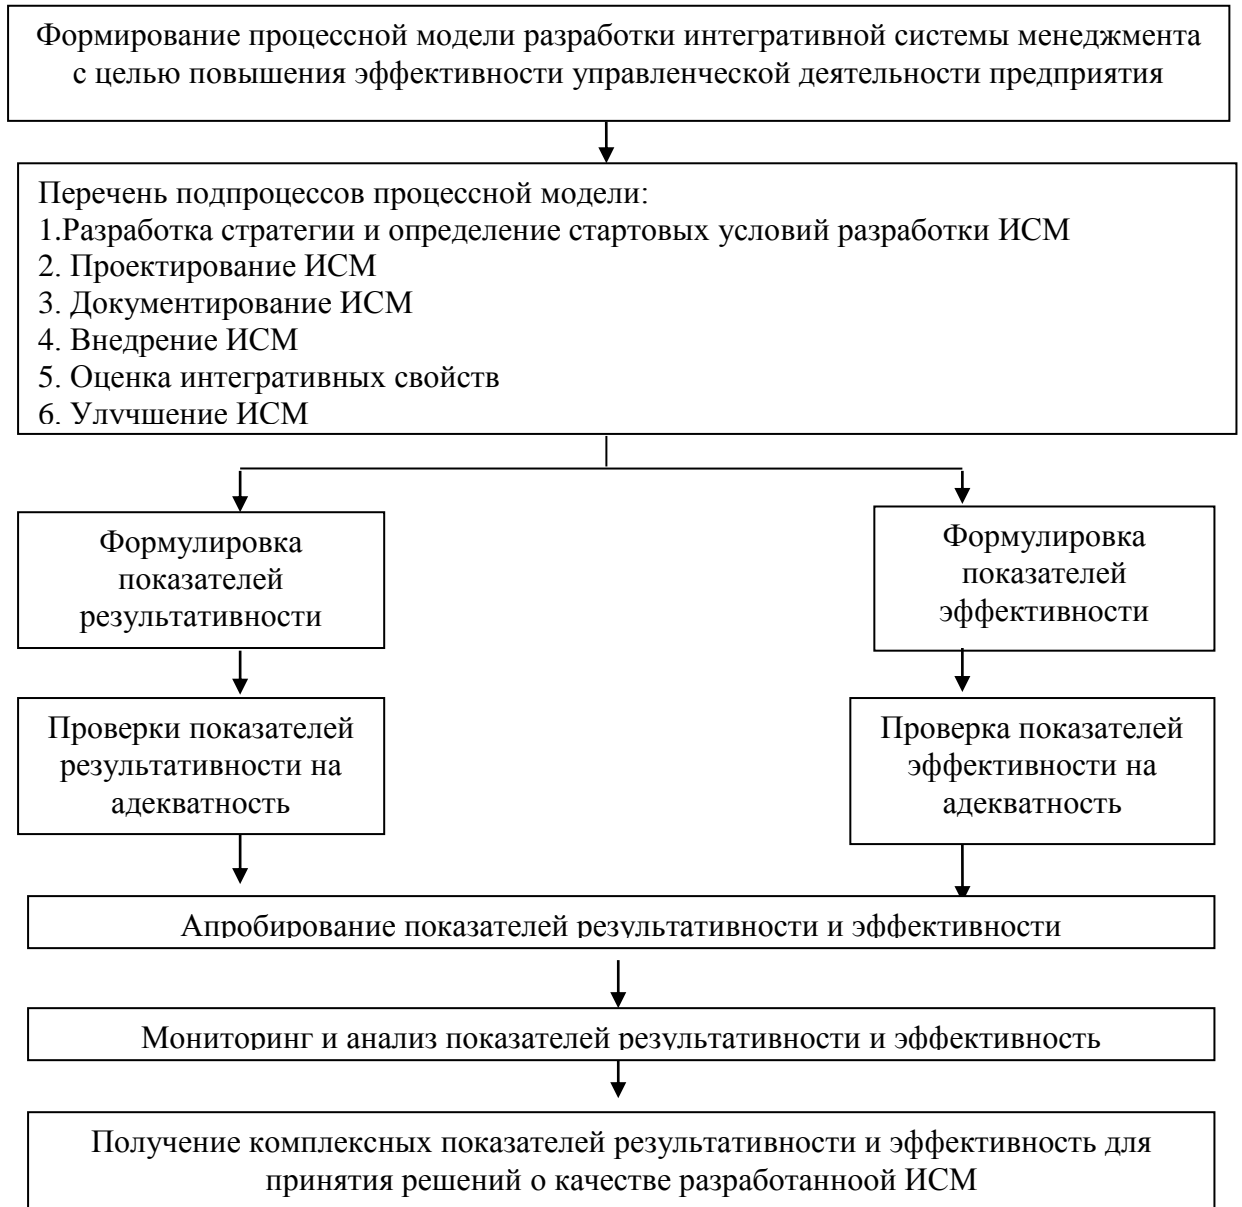 Формирование процессной модели разработки интегративной системы менеджмента
с целью повышения эффективности управленческой деятельности предприятия
Перечень подпроцессов процессной модели:
1.Разработка стратегии и определение стартовых условий разработки ИСМ
2. Проектирование ИСМ
3. Документирование ИСМ
4. Внедрение ИСМ
5. Оценка интегративных свойств
6. Улучшение ИСМ
Формулировка
показателей
результативности
Формулировка
показателей
эффективности
Проверки показателей
результативности на
адекватность
Проверка показателей
эффективности на
адекватность
Апробирование показателей результативности и эффективности
Мониторинг и анализ показателей результативности и эффективность
Получение комплексных показателей результативности и эффективность для
принятия решений о качестве разработанноой ИСМ